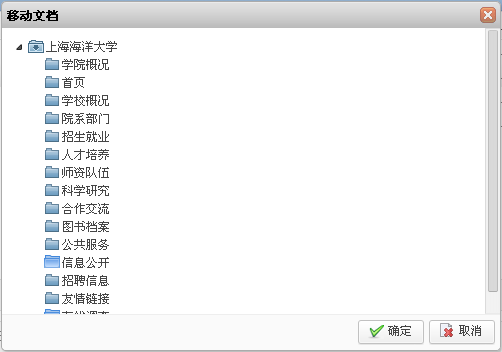 移动文档
上海海洋大学
学院概况
首页
学校概况
院系部门
招生就业
人才培养
师资队伍
科学研究
合作交流
图书档案
公共服务
信息公开
招聘信息
友情链接
确定
取消